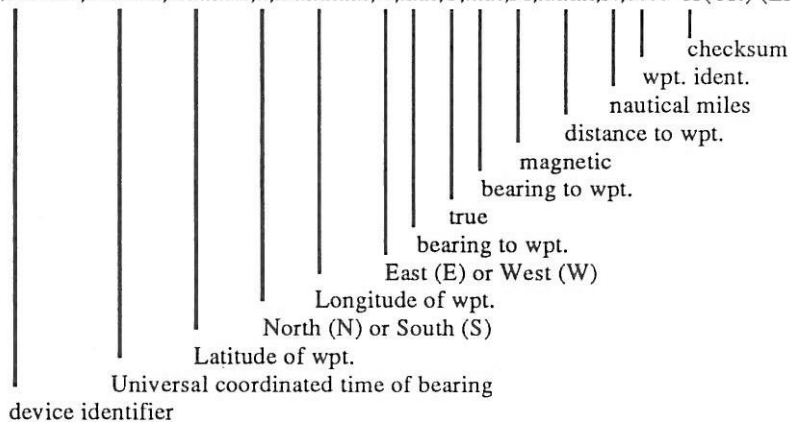 checksum
wpt. ident.
nautical miles
distance to wpt.
magnetic
bearing to wpt.
true
bearing to wpt.
East (E) or West (W)
Longitude of wpt.
North (N) or South (S)
Latitude of wpt.
Universal coordinated time of bearing
device identifier